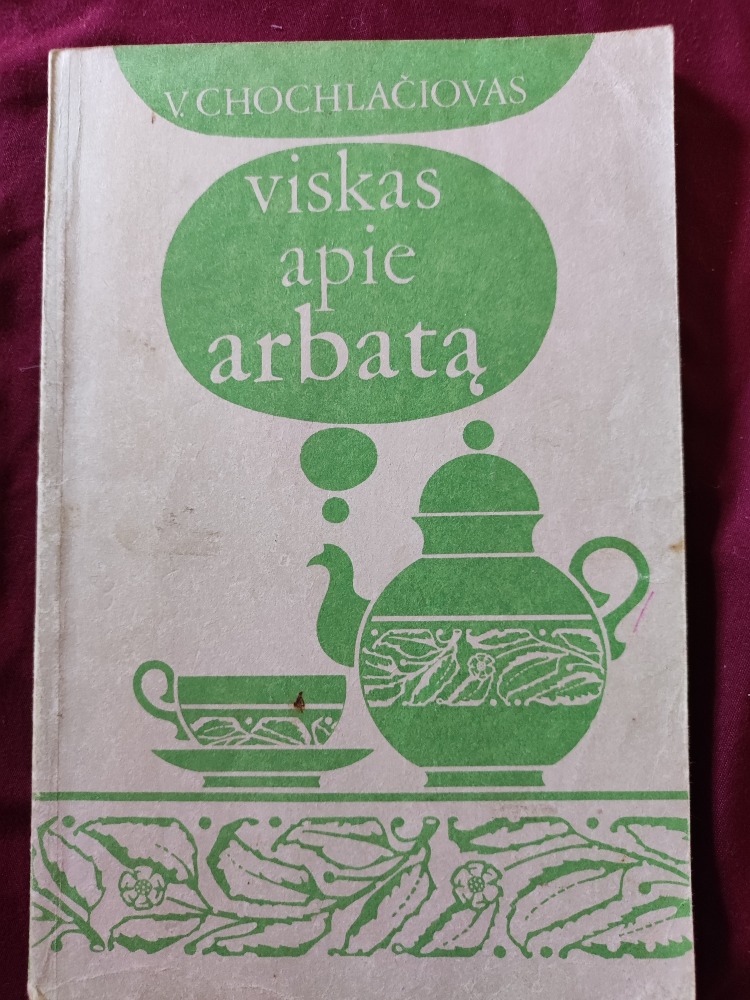 V. CHOCHLAČIOVAS
viskas
apie
arbatą